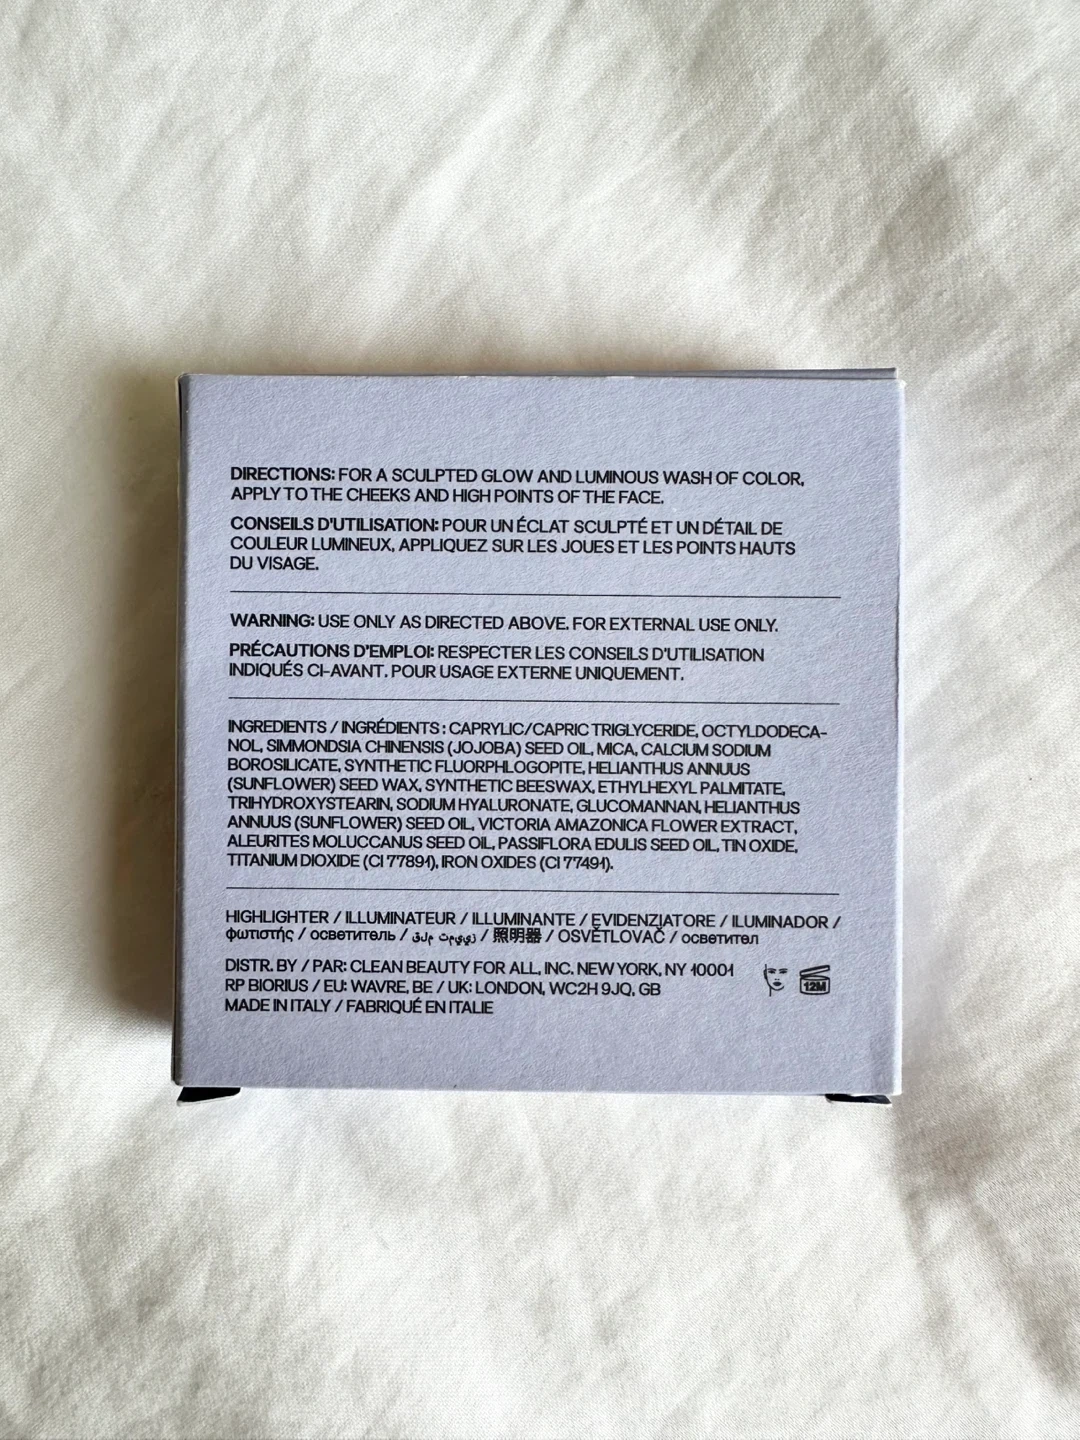 DIRECTIONS: FOR A SCULPTED GLOW AND LUMINOUS WASH OF COLOR,
APPLY TO THE CHEEKS AND HIGH POINTS OF THE FACE.
CONSEILS D'UTILISATION: POUR UN ÉCLAT SCULPTÉ ET UN DÉTAIL DE
COULEUR LUMINEUX, APPLIQUEZ SUR LES JOUES ET LES POINTS HAUTS
DU VISAGE.
WARNING: USE ONLY AS DIRECTED ABOVE. FOR EXTERNAL USE ONLY.
PRÉCAUTIONS D'EMPLOI: RESPECTER LES CONSEILS D'UTILISATION
INDIQUÉS CI-AVANT. POUR USAGE EXTERNE UNIQUEMENT.
INGREDIENTS / INGRÉDIENTS : CAPRYLIC/CAPRIC TRIGLYCERIDE, OCTYLDODECA-
NOL, SIMMONDSIA CHINENSIS (JOJOBA) SEED OIL, MICA, CALCIUM SODIUM
BOROSILICATE, SYNTHETIC FLUORPHLOGOPITE, HELIANTHUS ANNUUS
(SUNFLOWER) SEED WAX, SYNTHETIC BEESWAX, ETHYLHEXYL PALMITATE,
TRIHYDROXYSTEARIN, SODIUM HYALURONATE, GLUCOMANNAN, HELIANTHUS
ANNUUS (SUNFLOWER) SEED OIL, VICTORIA AMAZONICA FLOWER EXTRACT,
ALEURITES MOLUCCANUS SEED OIL, PASSIFLORA EDULIS SEED OIL, TIN OXIDE,
TITANIUM DIOXIDE (CI 77891), IRON OXIDES (CI 77491).
HIGHLIGHTER / ILLUMINATEUR / ILLUMINANTE / EVIDENZIATORE / ILUMINADOR /
φωτιστής / осветитель / / 照明器 / OSVĚTLOVAČ / осветител
DISTR. BY / PAR: CLEAN BEAUTY FOR ALL, INC. NEW YORK, NY 10001
RP BIORIUS / EU: WAVRE, BE / UK: LONDON, WC2H 9JQ, GB
MADE IN ITALY / FABRIQUÉ EN ITALIE
12M